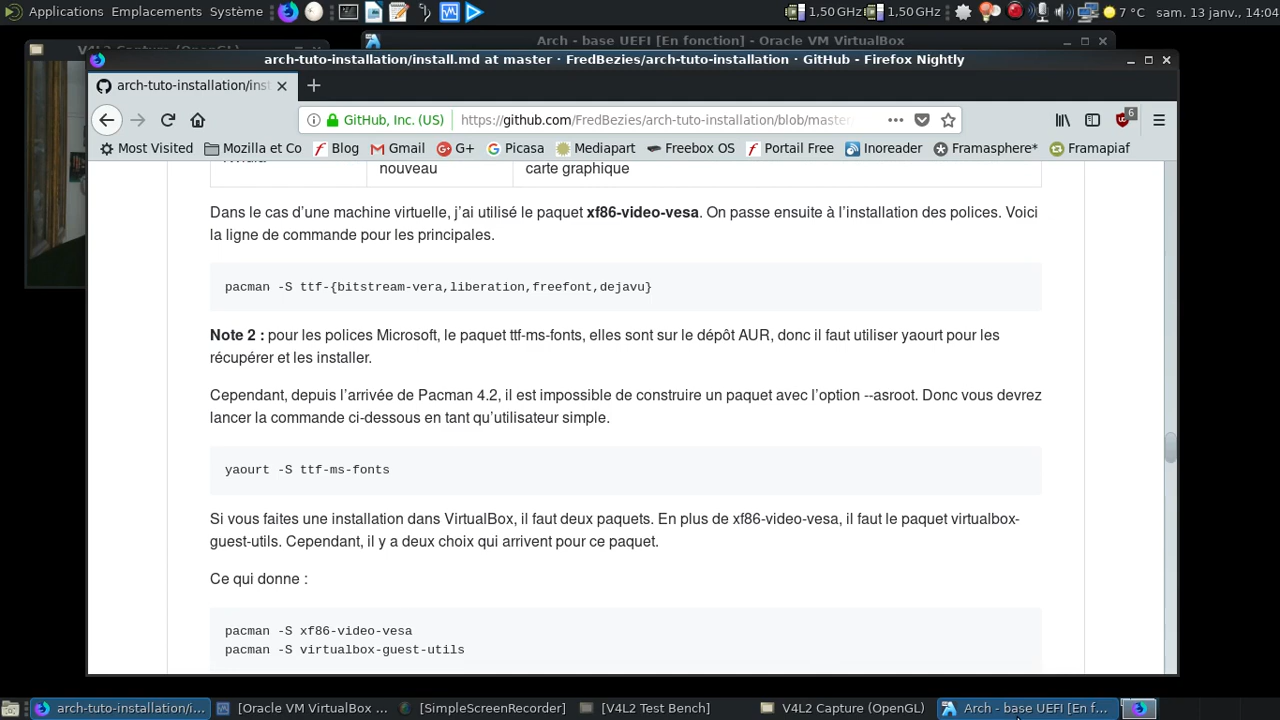 Applications Emplacements Système 1,50 GHz 1,50 GHz 7 °C sam. 13 janv., 14:04
V4L2 Capture (OpenGL)
Arch - base UEFI [En fonction] - Oracle VM VirtualBox
arch-tuto-installation/install.md at master · FredBezies/arch-tuto-installation · GitHub - Firefox Nightly
arch-tuto-installation/inst
GitHub, Inc. (US) https://github.com/FredBezies/arch-tuto-installation/blob/master 6
Most Visited Mozilla et Co Blog Gmail G+ Picasa Mediapart Freebox OS Portail Free Inoreader Framasphere* Framapiaf
nouveau carte graphique
Dans le cas d’une machine virtuelle, j’ai utilisé le paquet xf86-video-vesa. On passe ensuite à l’installation des polices. Voici
la ligne de commande pour les principales.
pacman -S ttf-{bitstream-vera,liberation,freefont,dejavu}
Note 2 : pour les polices Microsoft, le paquet ttf-ms-fonts, elles sont sur le dépôt AUR, donc il faut utiliser yaourt pour les
récupérer et les installer.
Cependant, depuis l’arrivée de Pacman 4.2, il est impossible de construire un paquet avec l’option --asroot. Donc vous devrez
lancer la commande ci-dessous en tant qu’utilisateur simple.
yaourt -S ttf-ms-fonts
Si vous faites une installation dans VirtualBox, il faut deux paquets. En plus de xf86-video-vesa, il faut le paquet virtualbox-
guest-utils. Cependant, il y a deux choix qui arrivent pour ce paquet.
Ce qui donne :
pacman -S xf86-video-vesa
pacman -S virtualbox-guest-utils
arch-tuto-installation/i... [Oracle VM VirtualBox ... [SimpleScreenRecorder] [V4L2 Test Bench] V4L2 Capture (OpenGL) Arch - base UEFI [En f...